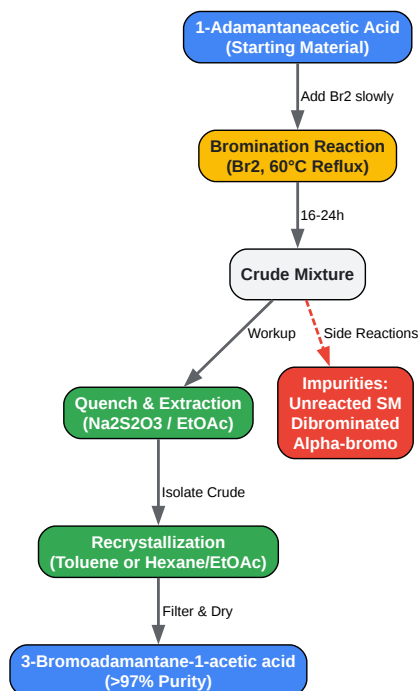 1-Adamantaneacetic Acid
(Starting Material)
Add Br2 slowly
Bromination Reaction
(Br2, 60°C Reflux)
16-24h
Crude Mixture
Workup
Side Reactions
Quench & Extraction
(Na2S2O3 / EtOAc)
Impurities:
Unreacted SM
Dibrominated
Alpha-bromo
Isolate Crude
Recrystallization
(Toluene or Hexane/EtOAc)
Filter & Dry
3-Bromoadamantane-1-acetic acid
(>97% Purity)